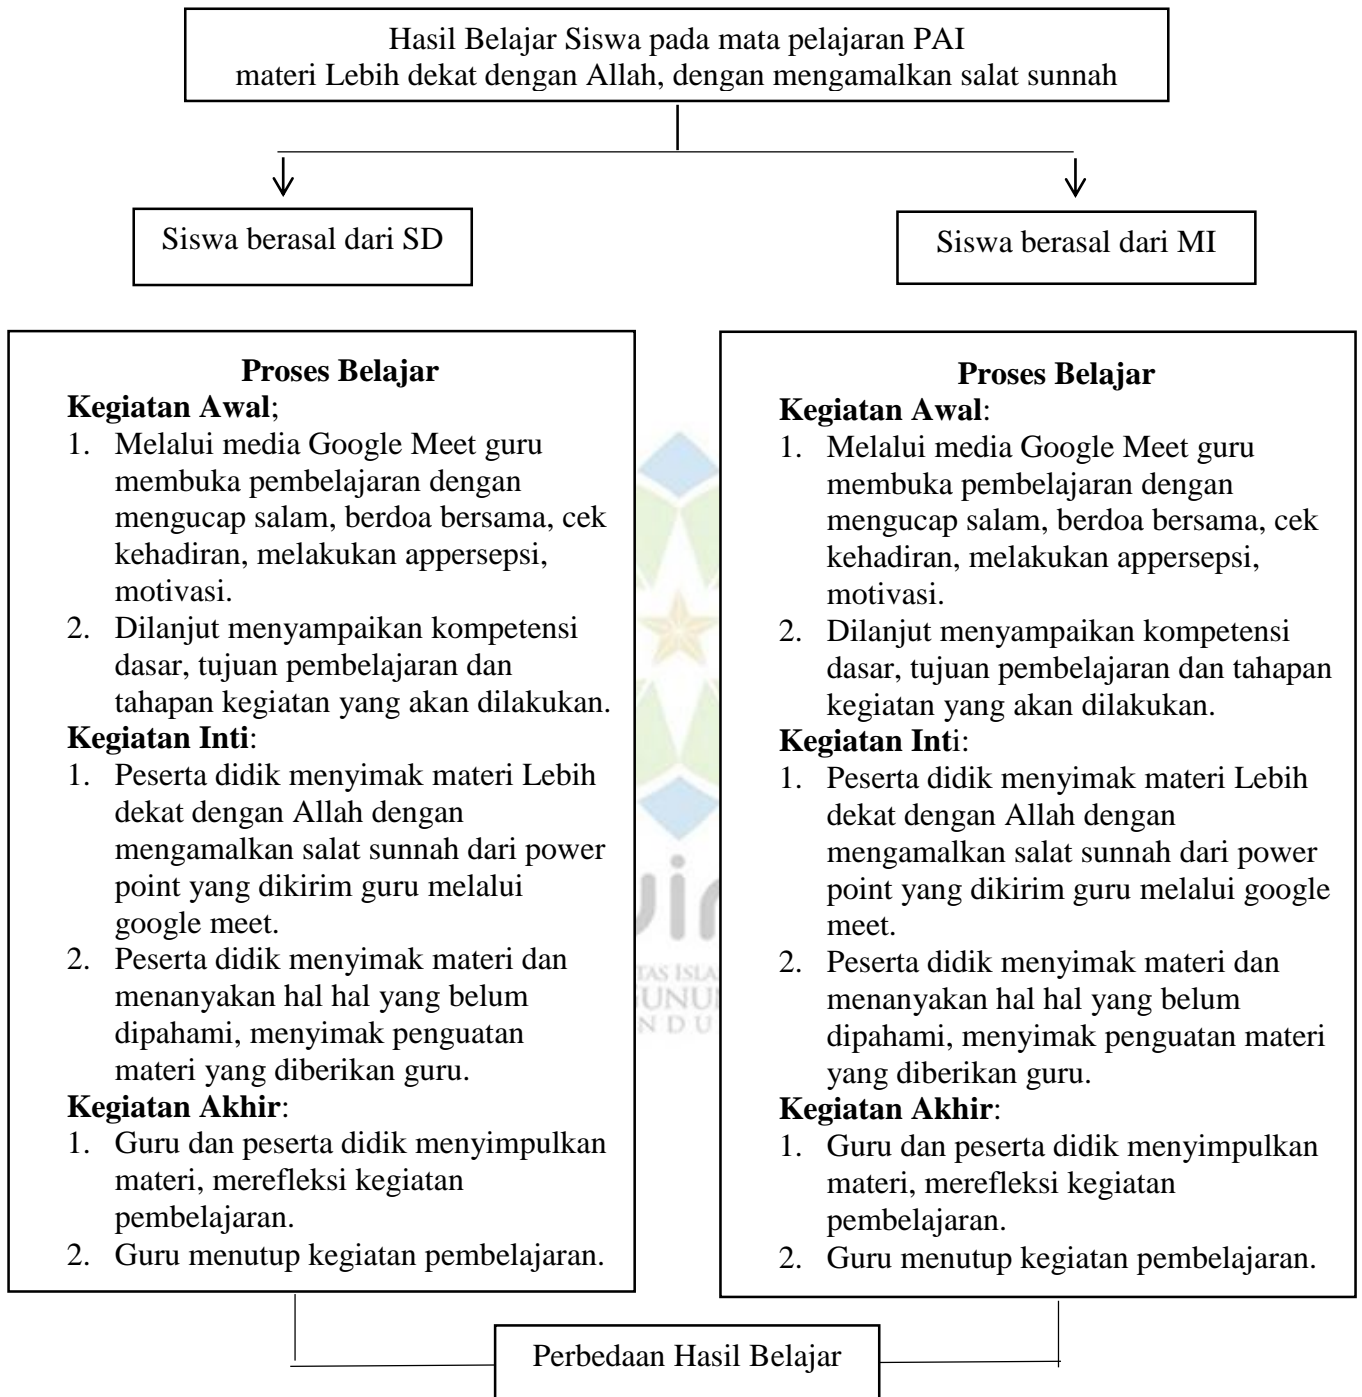 Hasil Belajar Siswa pada mata pelajaran PAI
materi Lebih dekat dengan Allah, dengan mengamalkan salat sunnah
Siswa berasal dari SD
Siswa berasal dari MI
Proses Belajar
Kegiatan Awal;
1. Melalui media Google Meet guru
membuka pembelajaran dengan
mengucap salam, berdoa bersama, cek
kehadiran, melakukan appersepsi,
motivasi.
2. Dilanjut menyampaikan kompetensi
dasar, tujuan pembelajaran dan
tahapan kegiatan yang akan dilakukan.
Kegiatan Inti:
1. Peserta didik menyimak materi Lebih
dekat dengan Allah dengan
mengamalkan salat sunnah dari power
point yang dikirim guru melalui
google meet.
2. Peserta didik menyimak materi dan
menanyakan hal hal yang belum
dipahami, menyimak penguatan
materi yang diberikan guru.
Kegiatan Akhir:
1. Guru dan peserta didik menyimpulkan
materi, merefleksi kegiatan
pembelajaran.
2. Guru menutup kegiatan pembelajaran.
Proses Belajar
Kegiatan Awal:
1. Melalui media Google Meet guru
membuka pembelajaran dengan
mengucap salam, berdoa bersama, cek
kehadiran, melakukan appersepsi,
motivasi.
2. Dilanjut menyampaikan kompetensi
dasar, tujuan pembelajaran dan tahapan
kegiatan yang akan dilakukan.
Kegiatan Inti:
1. Peserta didik menyimak materi Lebih
dekat dengan Allah dengan
mengamalkan salat sunnah dari power
point yang dikirim guru melalui google
meet.
2. Peserta didik menyimak materi dan
menanyakan hal hal yang belum
dipahami, menyimak penguatan materi
yang diberikan guru.
Kegiatan Akhir:
1. Guru dan peserta didik menyimpulkan
materi, merefleksi kegiatan
pembelajaran.
2. Guru menutup kegiatan pembelajaran.
Perbedaan Hasil Belajar